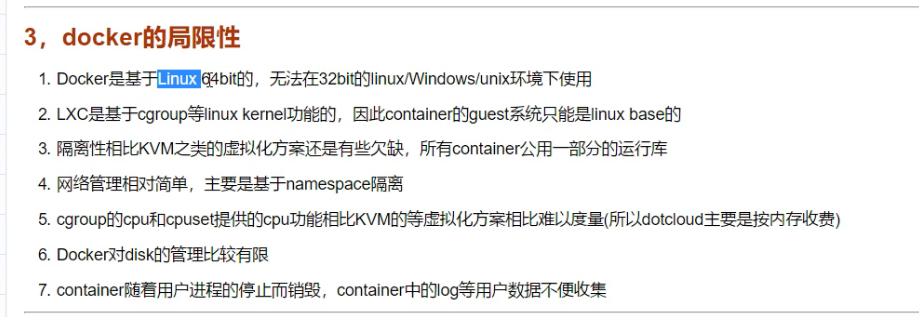 3，docker的局限性
1. Docker是基于Linux 64bit的，无法在32bit的linux/Windows/unix环境下使用
2. LXC是基于cgroup等linux kernel功能的，因此container的guest系统只能是linux base的
3. 隔离性相比KVM之类的虚拟化方案还是有些欠缺，所有container公用一部分的运行库
4. 网络管理相对简单，主要是基于namespace隔离
5. cgroup的cpu和cpuset提供的cpu功能相比KVM的等虚拟化方案相比难以度量(所以dotcloud主要是按内存收费)
6. Docker对disk的管理比较有限
7. container随着用户进程的停止而销毁，container中的log等用户数据不便收集